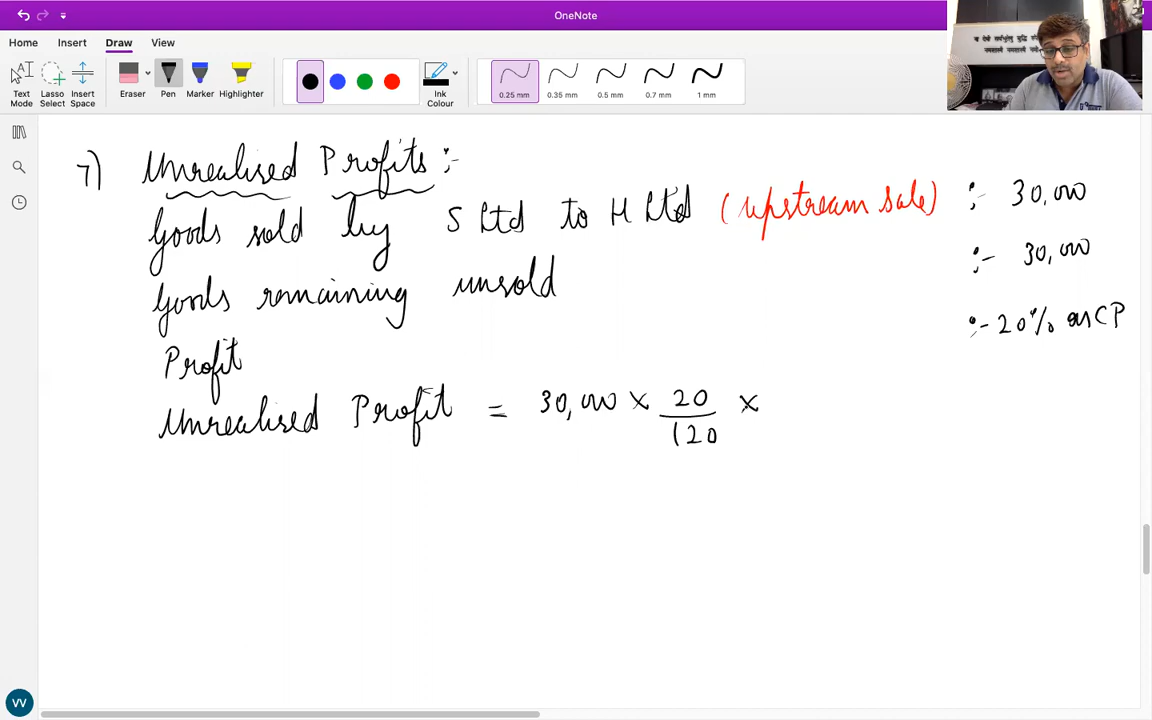 OneNote
Home Insert Draw View
Text Mode
Lasso Select
Insert Space
Eraser
Pen
Marker
Highlighter
Ink Colour
0.25 mm 0.35 mm 0.5 mm 0.7 mm 1 mm
7) Unrealised Profits :-
Goods sold by S Ltd to H Ltd (upstream sale) :- 30,000
Goods remaining unsold :- 30,000
Profit :- 20% on CP
Unrealised Profit = 30,000 × 20/120 ×
VV